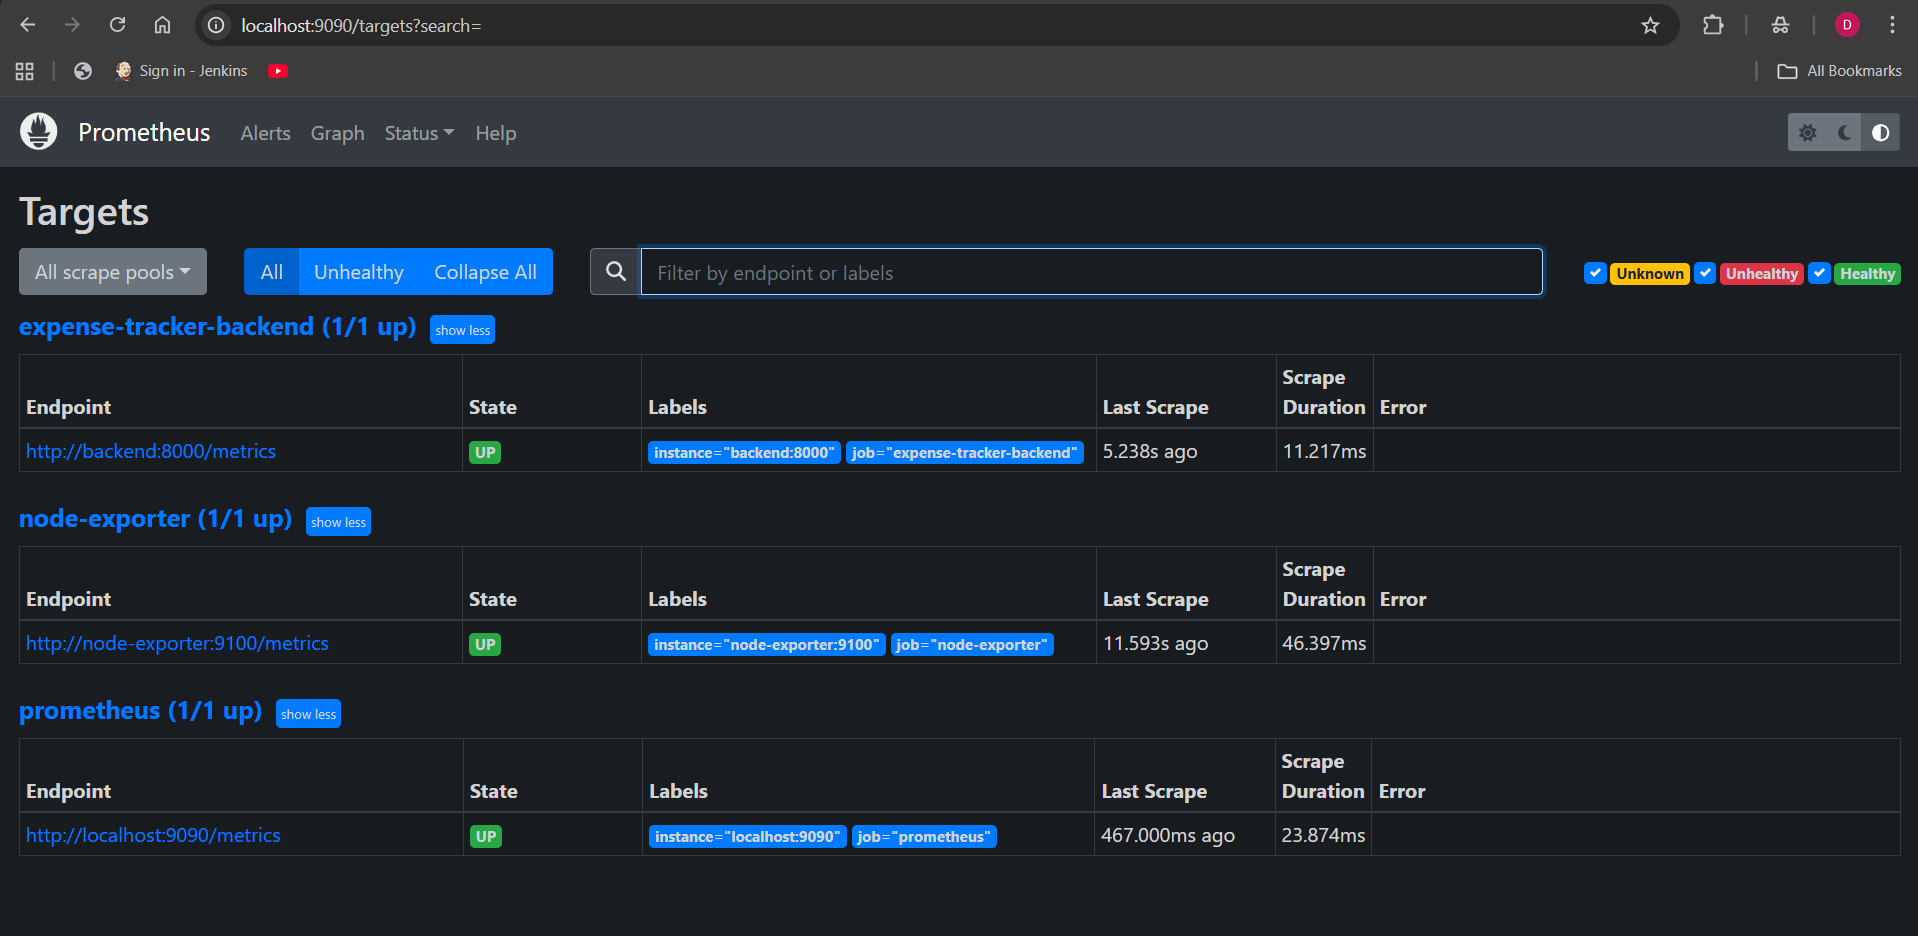 localhost:9090/targets?search=
D
Sign in - Jenkins
All Bookmarks
Prometheus Alerts Graph Status Help
Targets
All scrape pools All Unhealthy Collapse All Filter by endpoint or labels Unknown Unhealthy Healthy
expense-tracker-backend (1/1 up) show less
Endpoint State Labels Last Scrape Scrape Duration Error
http://backend:8000/metrics UP instance="backend:8000" job="expense-tracker-backend" 5.238s ago 11.217ms
node-exporter (1/1 up) show less
Endpoint State Labels Last Scrape Scrape Duration Error
http://node-exporter:9100/metrics UP instance="node-exporter:9100" job="node-exporter" 11.593s ago 46.397ms
prometheus (1/1 up) show less
Endpoint State Labels Last Scrape Scrape Duration Error
http://localhost:9090/metrics UP instance="localhost:9090" job="prometheus" 467.000ms ago 23.874ms